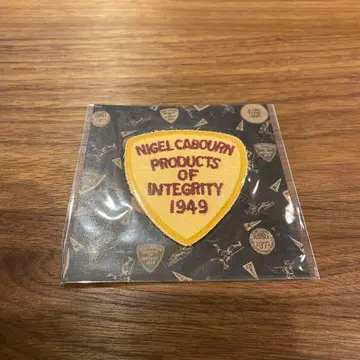 NIGEL CABOURN
PRODUCTS
OF
INTEGRITY
1949